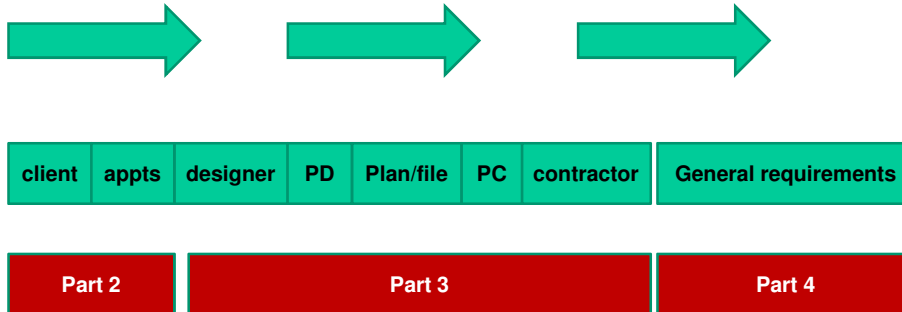 client appts designer PD Plan/file PC contractor General requirements
Part 2 Part 3 Part 4